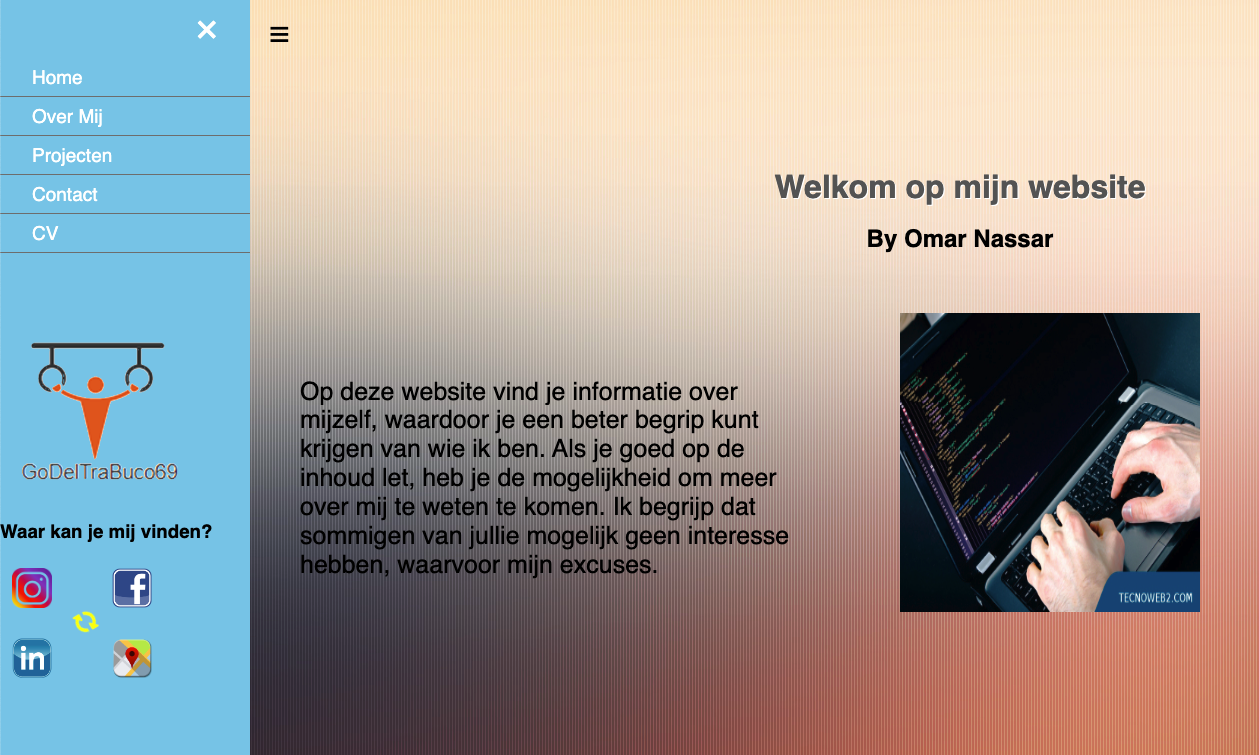 Home
Over Mij
Projecten
Contact
CV
GoDelTraBuco69
Waar kan je mij vinden?
Welkom op mijn website
By Omar Nassar
Op deze website vind je informatie over
mijzelf, waardoor je een beter begrip kunt
krijgen van wie ik ben. Als je goed op de
inhoud let, heb je de mogelijkheid om meer
over mij te weten te komen. Ik begrijp dat
sommigen van jullie mogelijk geen interesse
hebben, waarvoor mijn excuses.
TECNOWEB2.COM